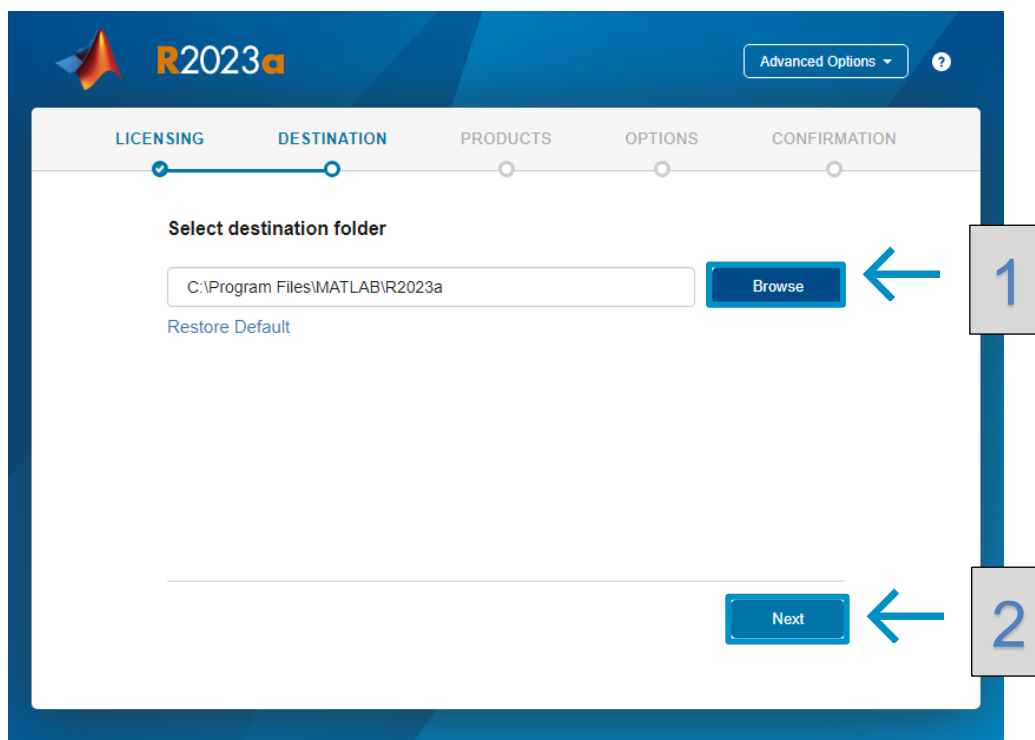 R2023a
Advanced Options
?
LICENSING DESTINATION PRODUCTS OPTIONS CONFIRMATION
Select destination folder
C:\Program Files\MATLAB\R2023a
Browse
1
Restore Default
Next
2